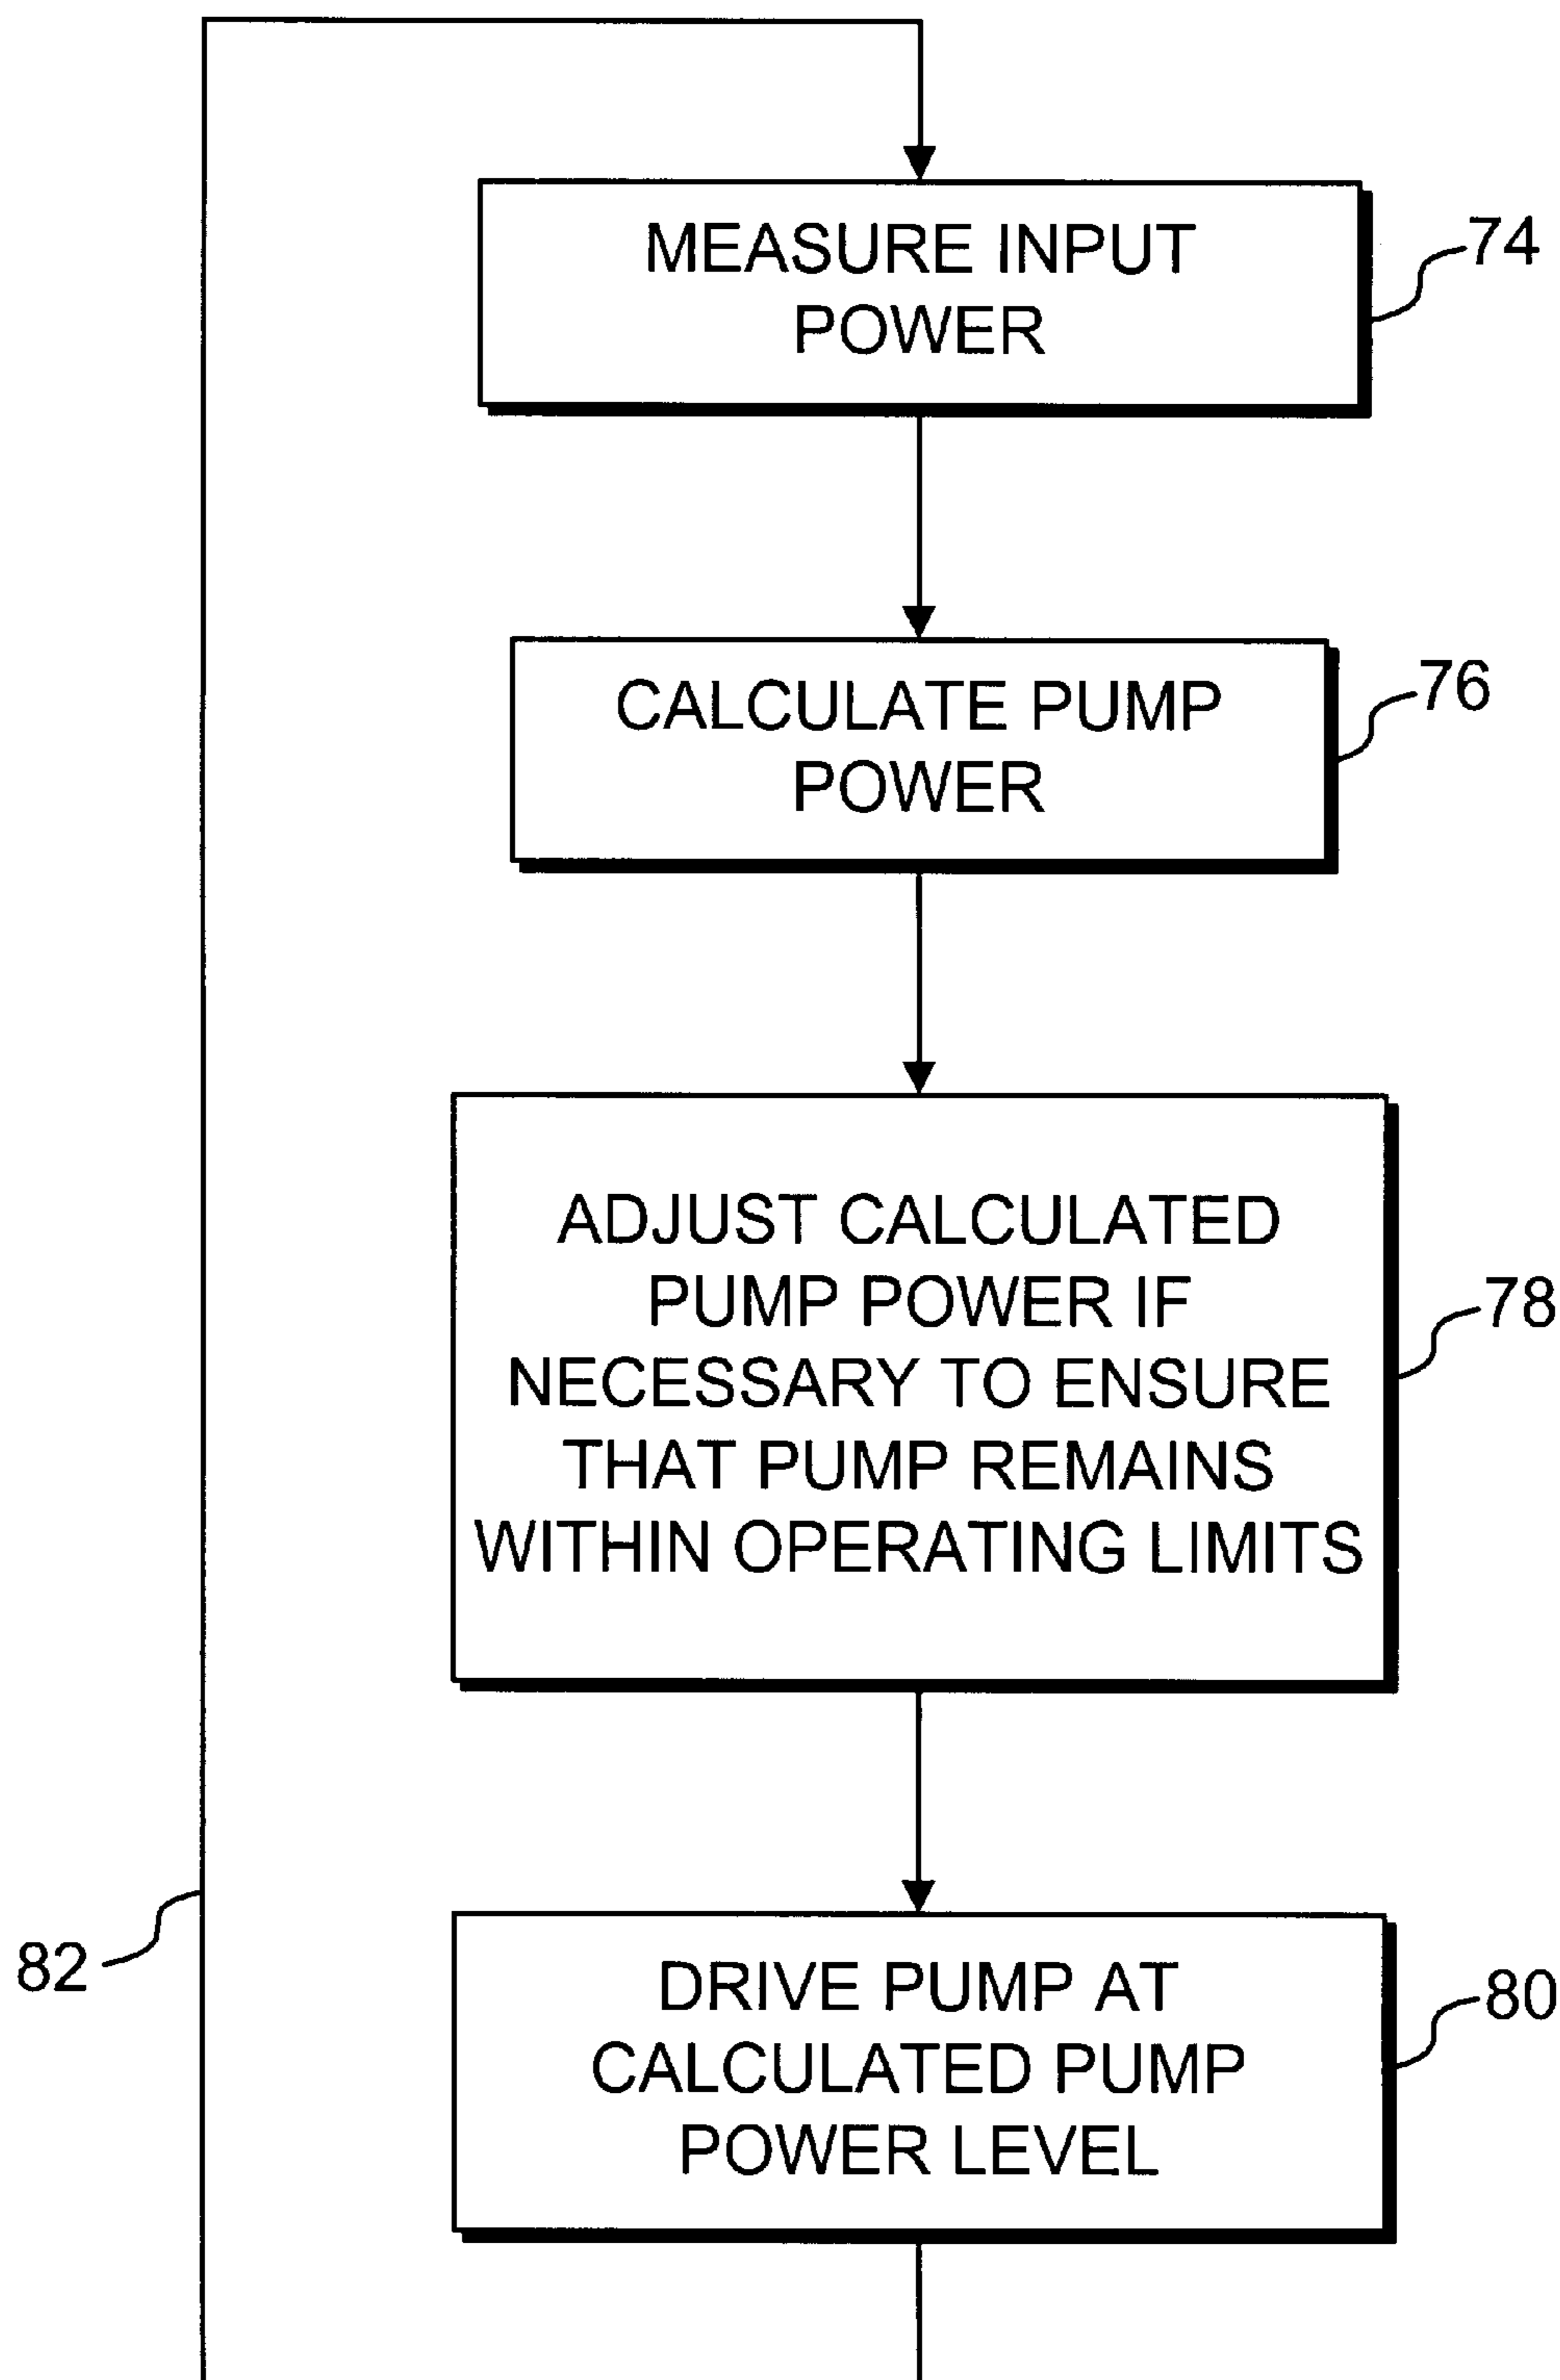 MEASURE INPUT
POWER
74
CALCULATE PUMP
POWER
76
ADJUST CALCULATED
PUMP POWER IF
NECESSARY TO ENSURE
THAT PUMP REMAINS
WITHIN OPERATING LIMITS
78
82
DRIVE PUMP AT
CALCULATED PUMP
POWER LEVEL
80